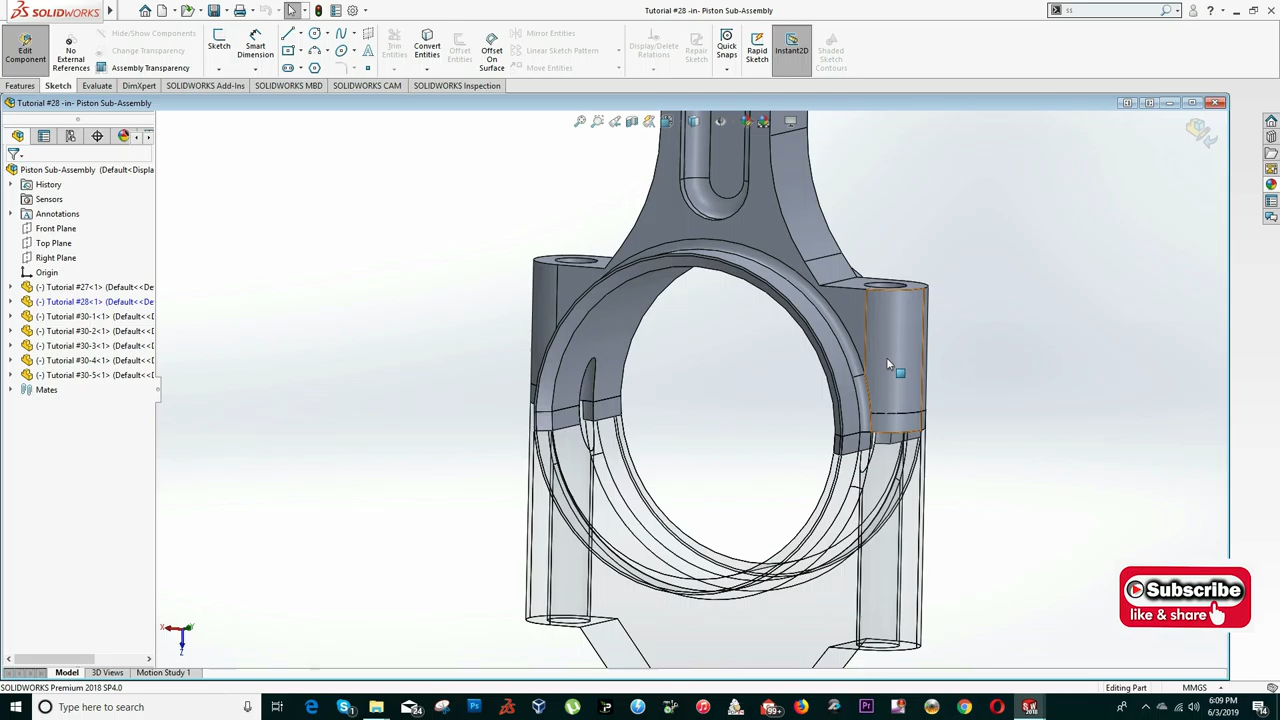 SOLIDWORKS
Tutorial #28 -in- Piston Sub-Assembly
ss
Edit Component
No External References
Hide/Show Components
Change Transparency
Assembly Transparency
Sketch
Smart Dimension
Trim Entities
Convert Entities
Offset Entities
Offset On Surface
Mirror Entities
Linear Sketch Pattern
Move Entities
Display/Delete Relations
Repair Sketch
Quick Snaps
Rapid Sketch
Instant2D
Shaded Sketch Contours
Features
Sketch
Evaluate
DimXpert
SOLIDWORKS Add-Ins
SOLIDWORKS MBD
SOLIDWORKS CAM
SOLIDWORKS Inspection
Tutorial #28 -in- Piston Sub-Assembly
Piston Sub-Assembly (Default<Displa
History
Sensors
Annotations
Front Plane
Top Plane
Right Plane
Origin
(-) Tutorial #27<1> (Default<<De
(-) Tutorial #28<1> (Default<<De
(-) Tutorial #30-1<1> (Default<<D
(-) Tutorial #30-2<1> (Default<<D
(-) Tutorial #30-3<1> (Default<<D
(-) Tutorial #30-4<1> (Default<<D
(-) Tutorial #30-5<1> (Default<<D
Mates
X
Y
Z
Subscribe
like & share
Model
3D Views
Motion Study 1
SOLIDWORKS Premium 2018 SP4.0
Editing Part
MMGS
Type here to search
24
99+
6:09 PM
6/3/2019
14